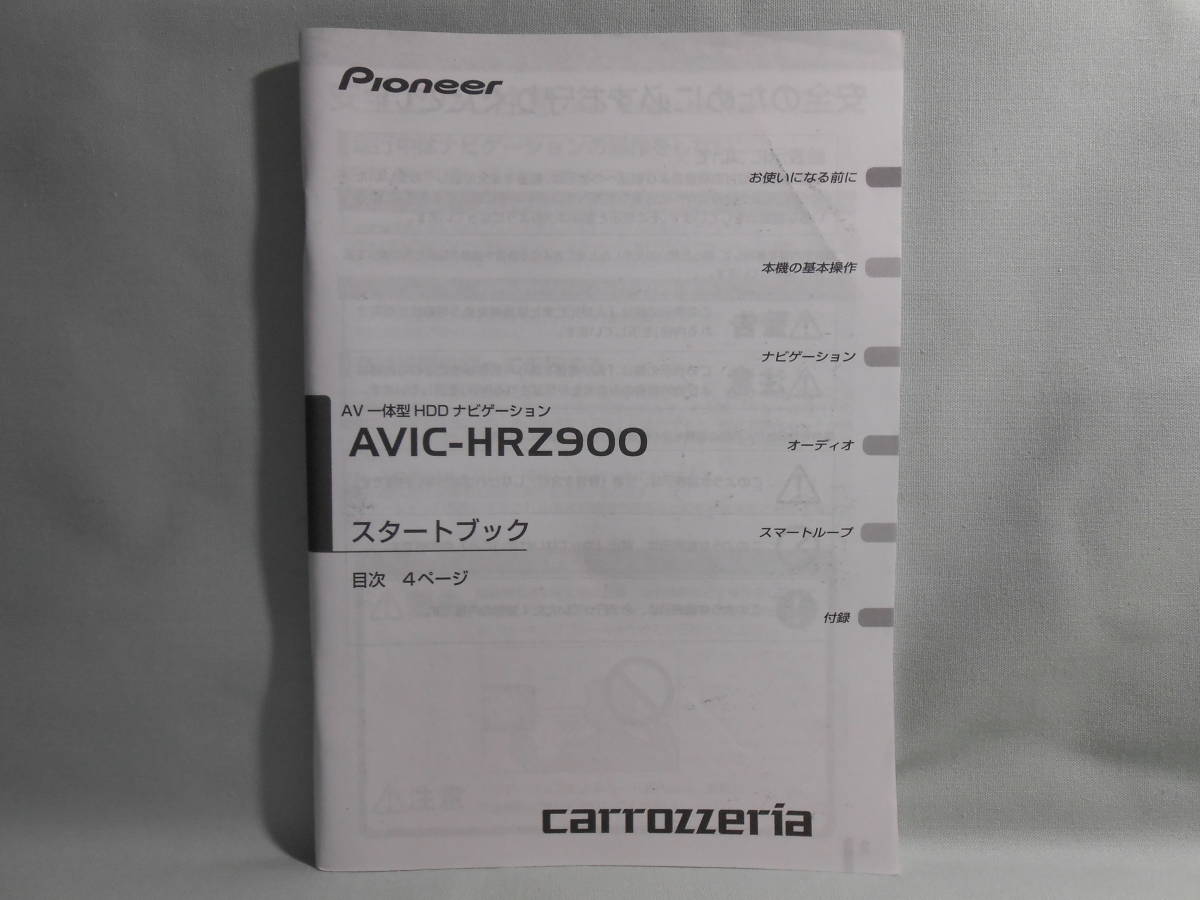 Pioneer
お使いになる前に
本機の基本操作
ナビゲーション
AV 一体型 HDD ナビゲーション
AVIC-HRZ900
オーディオ
スタートブック
スマートループ
目次 4ページ
付録
carrozzeria